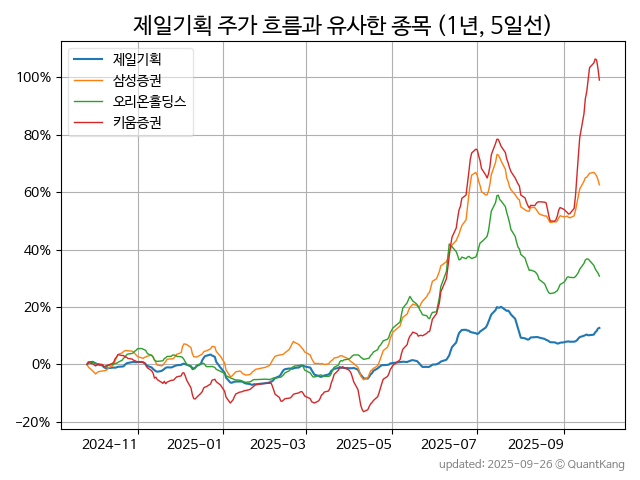 제일기획 주가 흐름과 유사한 종목 (1년, 5일선)
제일기획
삼성증권
오리온홀딩스
키움증권
100%
80%
60%
40%
20%
0%
−20%
2024-11
2025-01
2025-03
2025-05
2025-07
2025-09
updated: 2025-09-26 © QuantKang